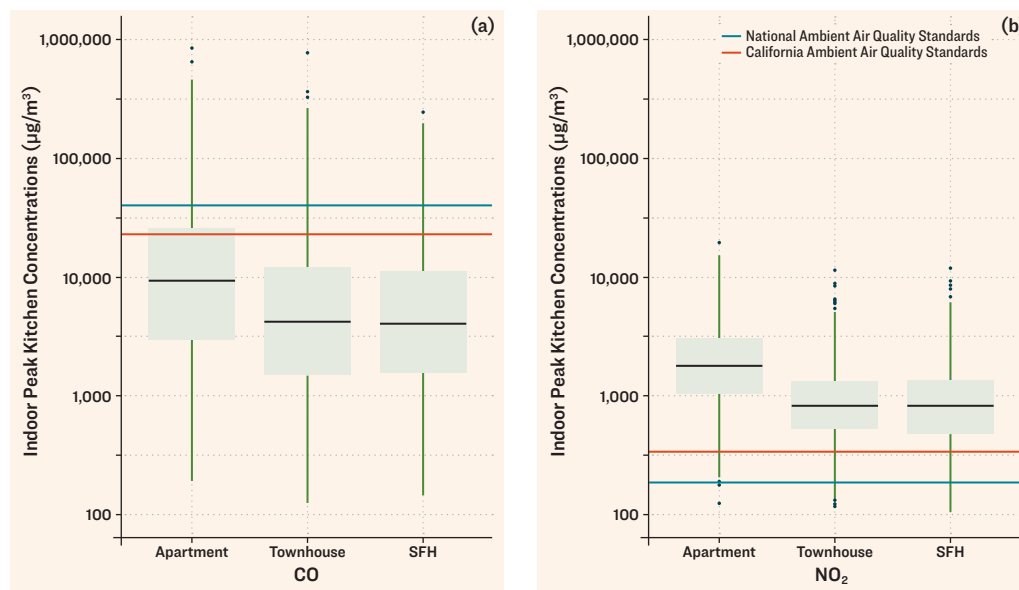 (a)
Indoor Peak Kitchen Concentrations (µg/m³)
1,000,000
100,000
10,000
1,000
100
Apartment
Townhouse
SFH
CO
(b
National Ambient Air Quality Standards
California Ambient Air Quality Standards
Indoor Peak Kitchen Concentrations (µg/m³)
1,000,000
100,000
10,000
1,000
100
Apartment
Townhouse
SFH
NO₂